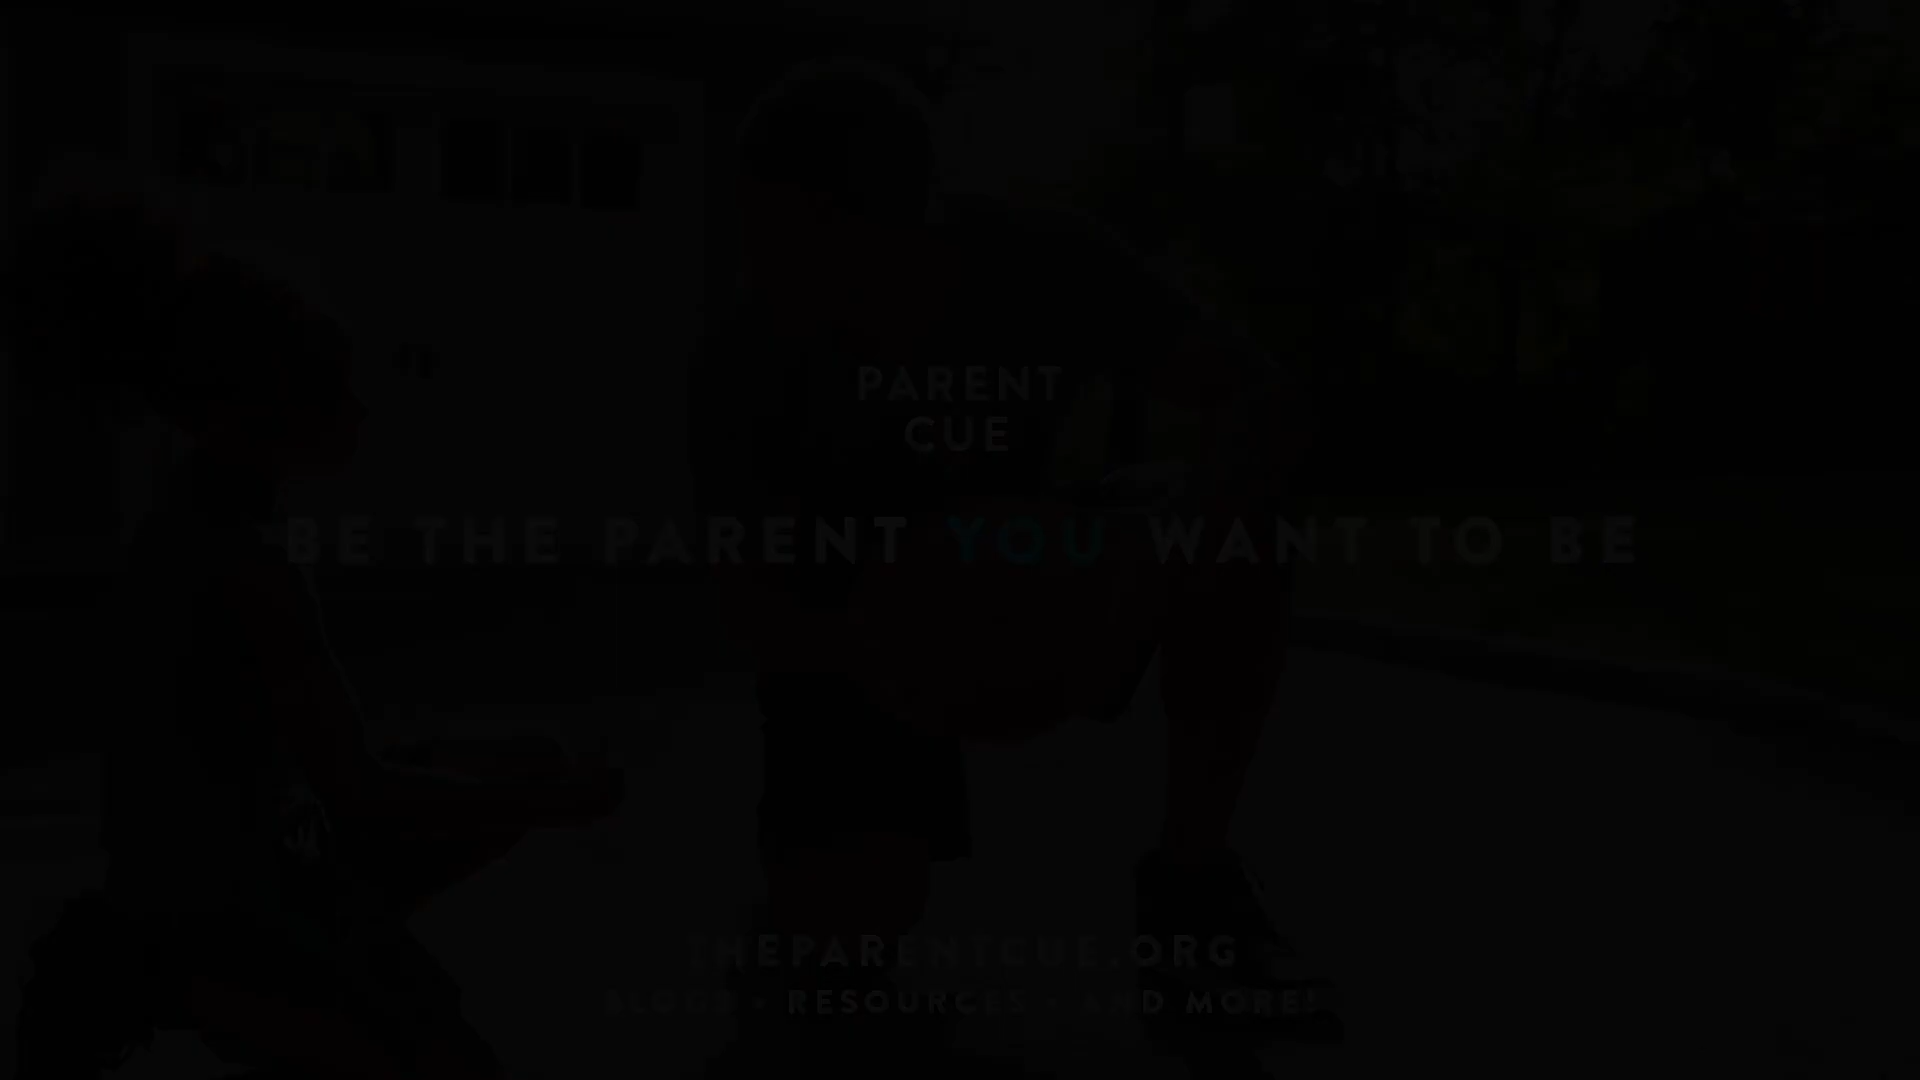 PARENT
CUE
BE THE PARENT YOU WANT TO BE
THEPARENTCUE.ORG
BLOGS • RESOURCES • AND MORE!